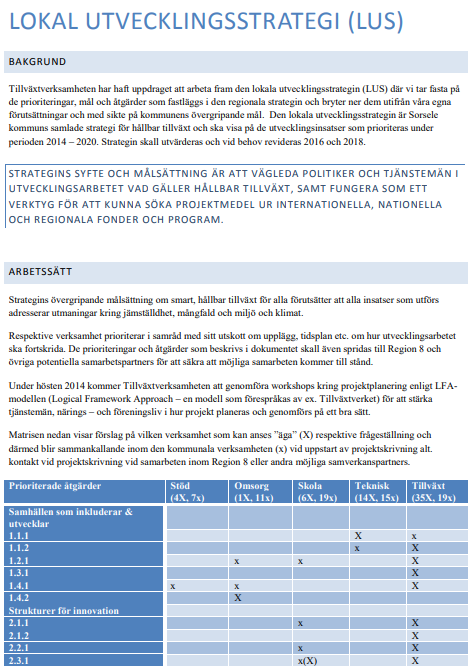 LOKAL UTVECKLINGSSTRATEGI (LUS)
BAKGRUND
Tillväxtverksamheten har haft uppdraget att arbeta fram den lokala utvecklingsstrategin (LUS) där vi tar fasta på
de prioriteringar, mål och åtgärder som fastläggs i den regionala strategin och bryter ner dem utifrån våra egna
förutsättningar och med sikte på kommunens övergripande mål. Den lokala utvecklingsstrategin är Sorsele
kommuns samlade strategi för hållbar tillväxt och ska visa på de utvecklingsinsatser som prioriteras under
perioden 2014 – 2020. Strategin skall utvärderas och vid behov revideras 2016 och 2018.
STRATEGINS SYFTE OCH MÅLSÄTTNING ÄR ATT VÄGLEDA POLITIKER OCH TJÄNSTEMÄN I
UTVECKLINGSARBETET VAD GÄLLER HÅLLBAR TILLVÄXT, SAMT FUNGERA SOM ETT
VERKTYG FÖR ATT KUNNA SÖKA PROJEKTMEDEL UR INTERNATIONELLA, NATIONELLA
OCH REGIONALA FONDER OCH PROGRAM.
ARBETSSÄTT
Strategins övergripande målsättning om smart, hållbar tillväxt för alla förutsätter att alla insatser som utförs
adresserar utmaningar kring jämställdhet, mångfald och miljö och klimat.
Respektive verksamhet prioriterar i samråd med sitt utskott om upplägg, tidsplan etc. om hur utvecklingsarbetet
ska fortskrida. De prioriteringar och åtgärder som beskrivs i dokumentet skall även spridas till Region 8 och
övriga potentiella samarbetspartners för att säkra att möjliga samarbeten kommer till stånd.
Under hösten 2014 kommer Tillväxtverksamheten att genomföra workshops kring projektplanering enligt LFA-
modellen (Logical Framework Approach – en modell som förespråkas av ex. Tillväxtverket) för att stärka
tjänstemän, närings – och föreningsliv i hur projekt planeras och genomförs på ett bra sätt.
Matrisen nedan visar förslag på vilken verksamhet som kan anses ”äga” (X) respektive frågeställning och
därmed blir sammankallande inom den kommunala verksamheten (x) vid uppstart av projektskrivning alt.
kontakt vid projektskrivning vid samarbeten inom Region 8 eller andra möjliga samverkanspartners.
Prioriterade åtgärder Stöd Omsorg Skola Teknisk Tillväxt
(4X, 7x) (1X, 11x) (6X, 19x) (14X, 15x) (35X, 19x)
Samhällen som inkluderar &
utvecklar
1.1.1 X x
1.1.2 x X
1.2.1 x x X
1.3.1 X
1.4.1 x x X
1.4.2 X
Strukturer för innovation
2.1.1 x X
2.1.2 X
2.2.1 x X
2.3.1 x(X) X